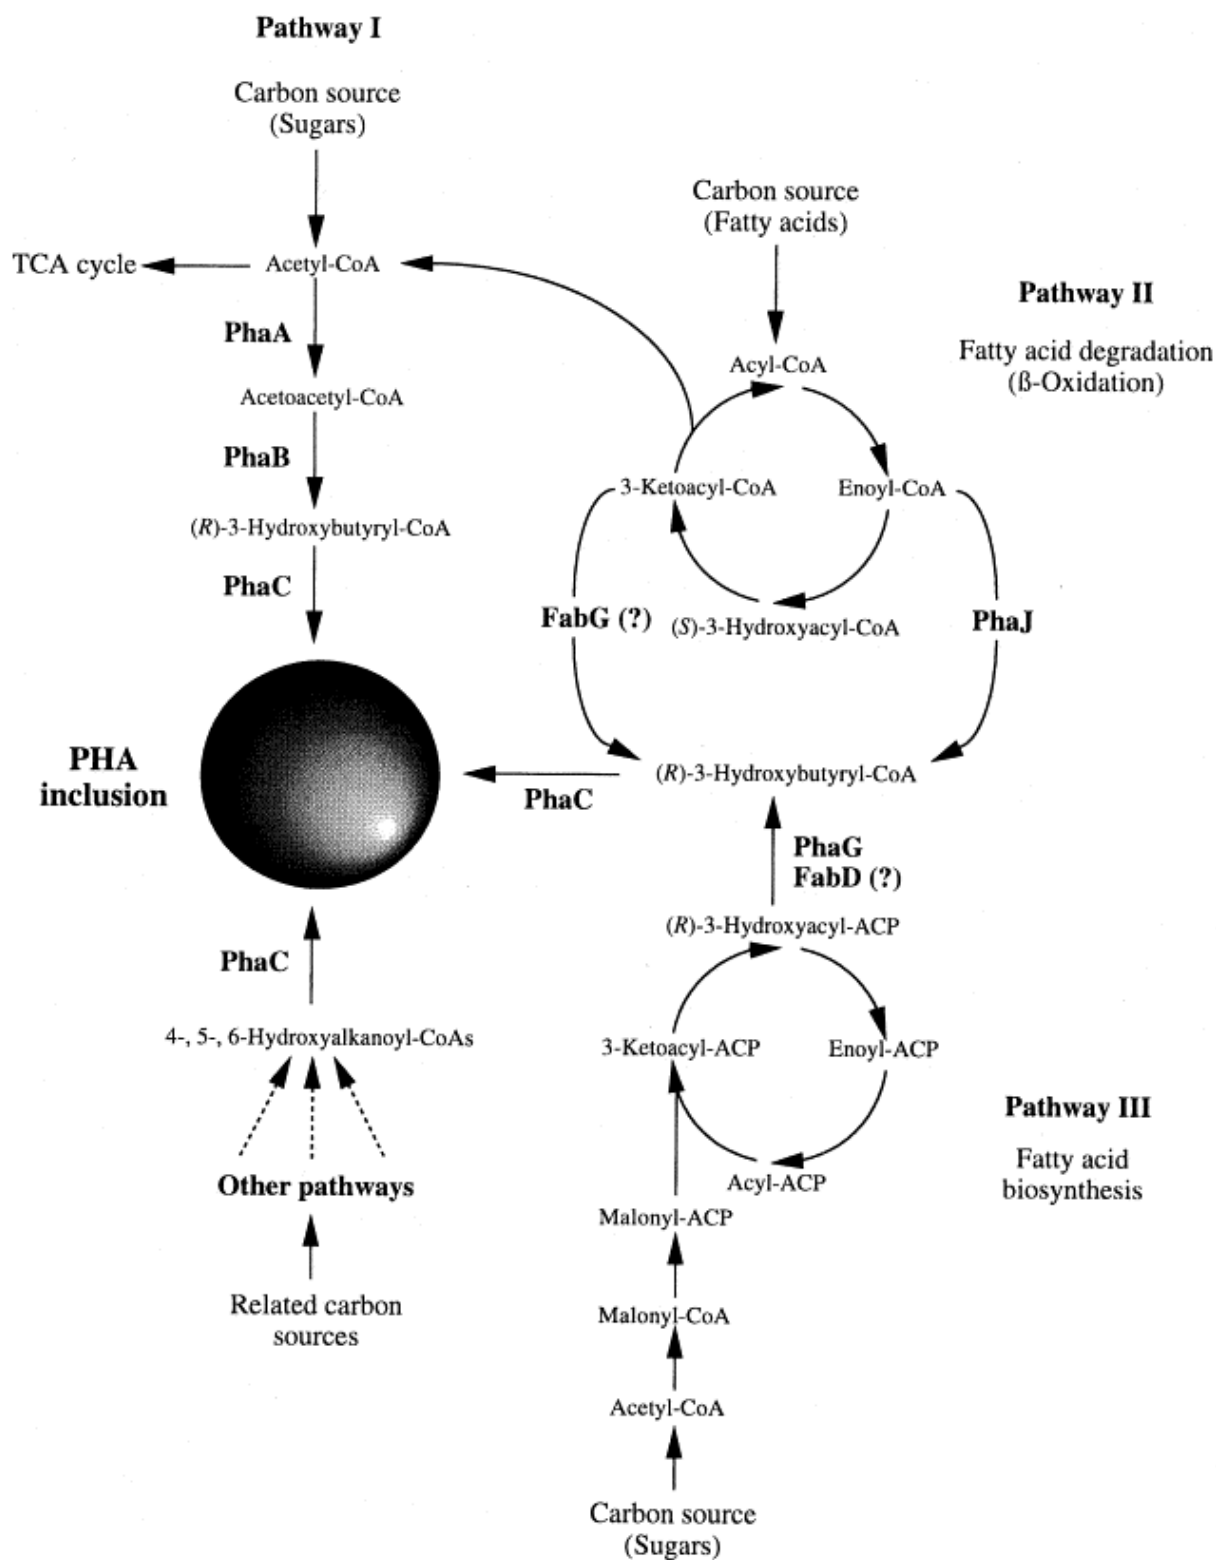 Pathway I
Carbon source
(Sugars)
TCA cycle
Acetyl-CoA
PhaA
Acetoacetyl-CoA
PhaB
(R)-3-Hydroxybutyryl-CoA
PhaC
PHA
inclusion
Carbon source
(Fatty acids)
Pathway II
Fatty acid degradation
(ß-Oxidation)
Acyl-CoA
3-Ketoacyl-CoA
Enoyl-CoA
FabG (?)
(S)-3-Hydroxyacyl-CoA
PhaJ
(R)-3-Hydroxybutyryl-CoA
PhaC
PhaG
FabD (?)
(R)-3-Hydroxyacyl-ACP
3-Ketoacyl-ACP
Enoyl-ACP
Acyl-ACP
Pathway III
Fatty acid
biosynthesis
Malonyl-ACP
Malonyl-CoA
Acetyl-CoA
Carbon source
(Sugars)
PhaC
4-, 5-, 6-Hydroxyalkanoyl-CoAs
Other pathways
Related carbon
sources